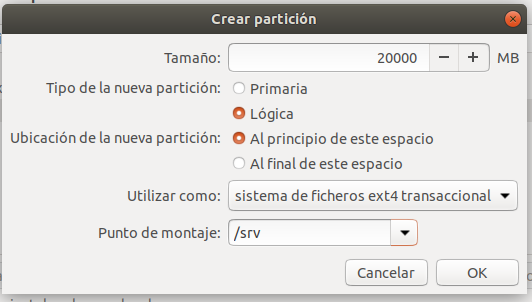 Crear partición
Tamaño: 20000 − + MB
Tipo de la nueva partición: Primaria
Lógica
Ubicación de la nueva partición: Al principio de este espacio
Al final de este espacio
Utilizar como: sistema de ficheros ext4 transaccional
Punto de montaje: /srv
Cancelar OK